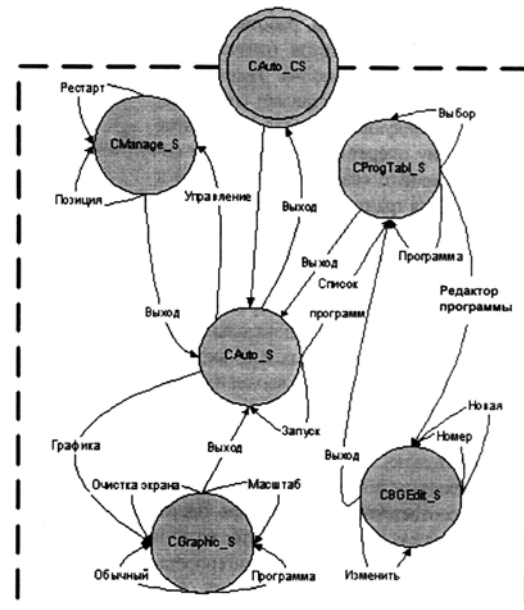 CAuto_CS
Рестарт
CManage_S
Позиция
Управление
Выход
Выбор
CProgTabl_S
Программа
Выход
Список
программ
Редактор
программы
Выход
CAuto_S
Запуск
Графика
Выход
Очистка экрана
Масштаб
CGraphic_S
Обычный
Программа
Новая
Номер
Выход
CBGEdit_S
Изменить